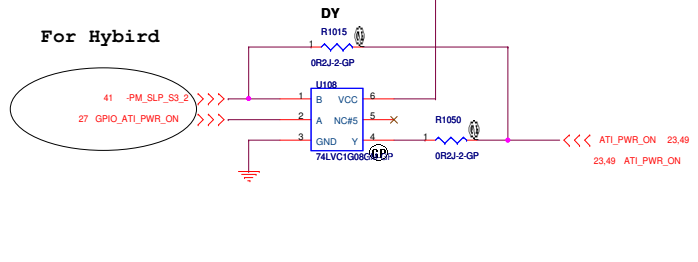 DY
For Hybird
R1015
1
0R2J-2-GP
U108
41 -PM_SLP_S3_2
1 B VCC 6
27 GPIO_ATI_PWR_ON
2 A NC#5 5
R1050
3 GND Y 4
1
ATI_PWR_ON 23,49
GP
0R2J-2-GP
23,49 ATI_PWR_ON